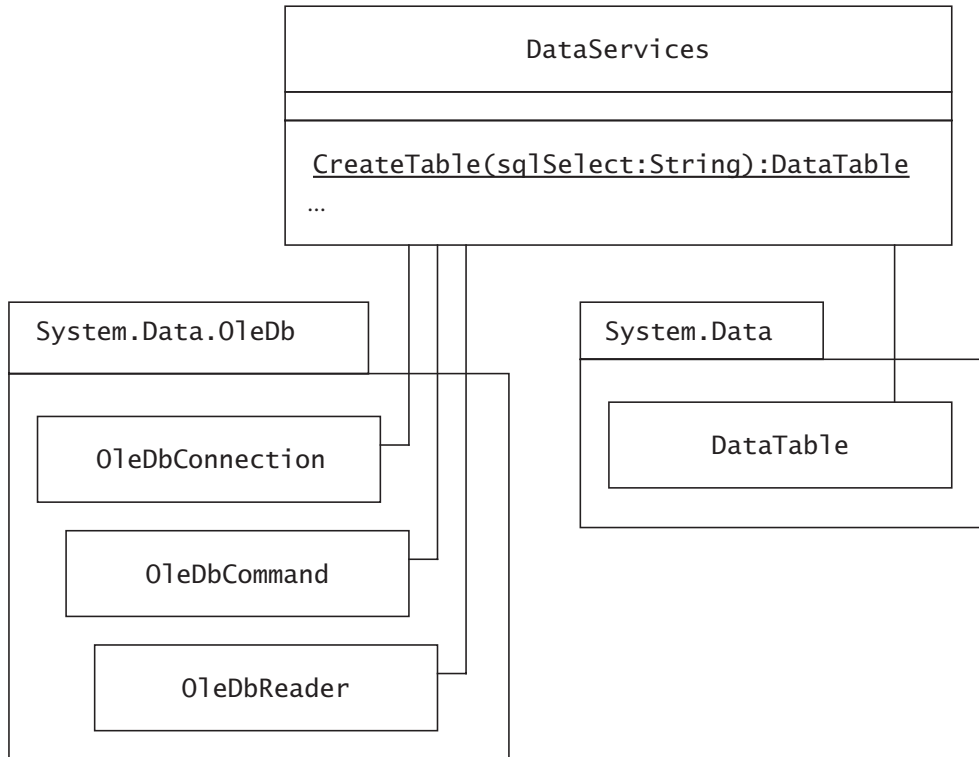 DataServices
CreateTable(sqlSelect:String):DataTable
...
System.Data.OleDb
System.Data
OleDbConnection
DataTable
OleDbCommand
OleDbReader